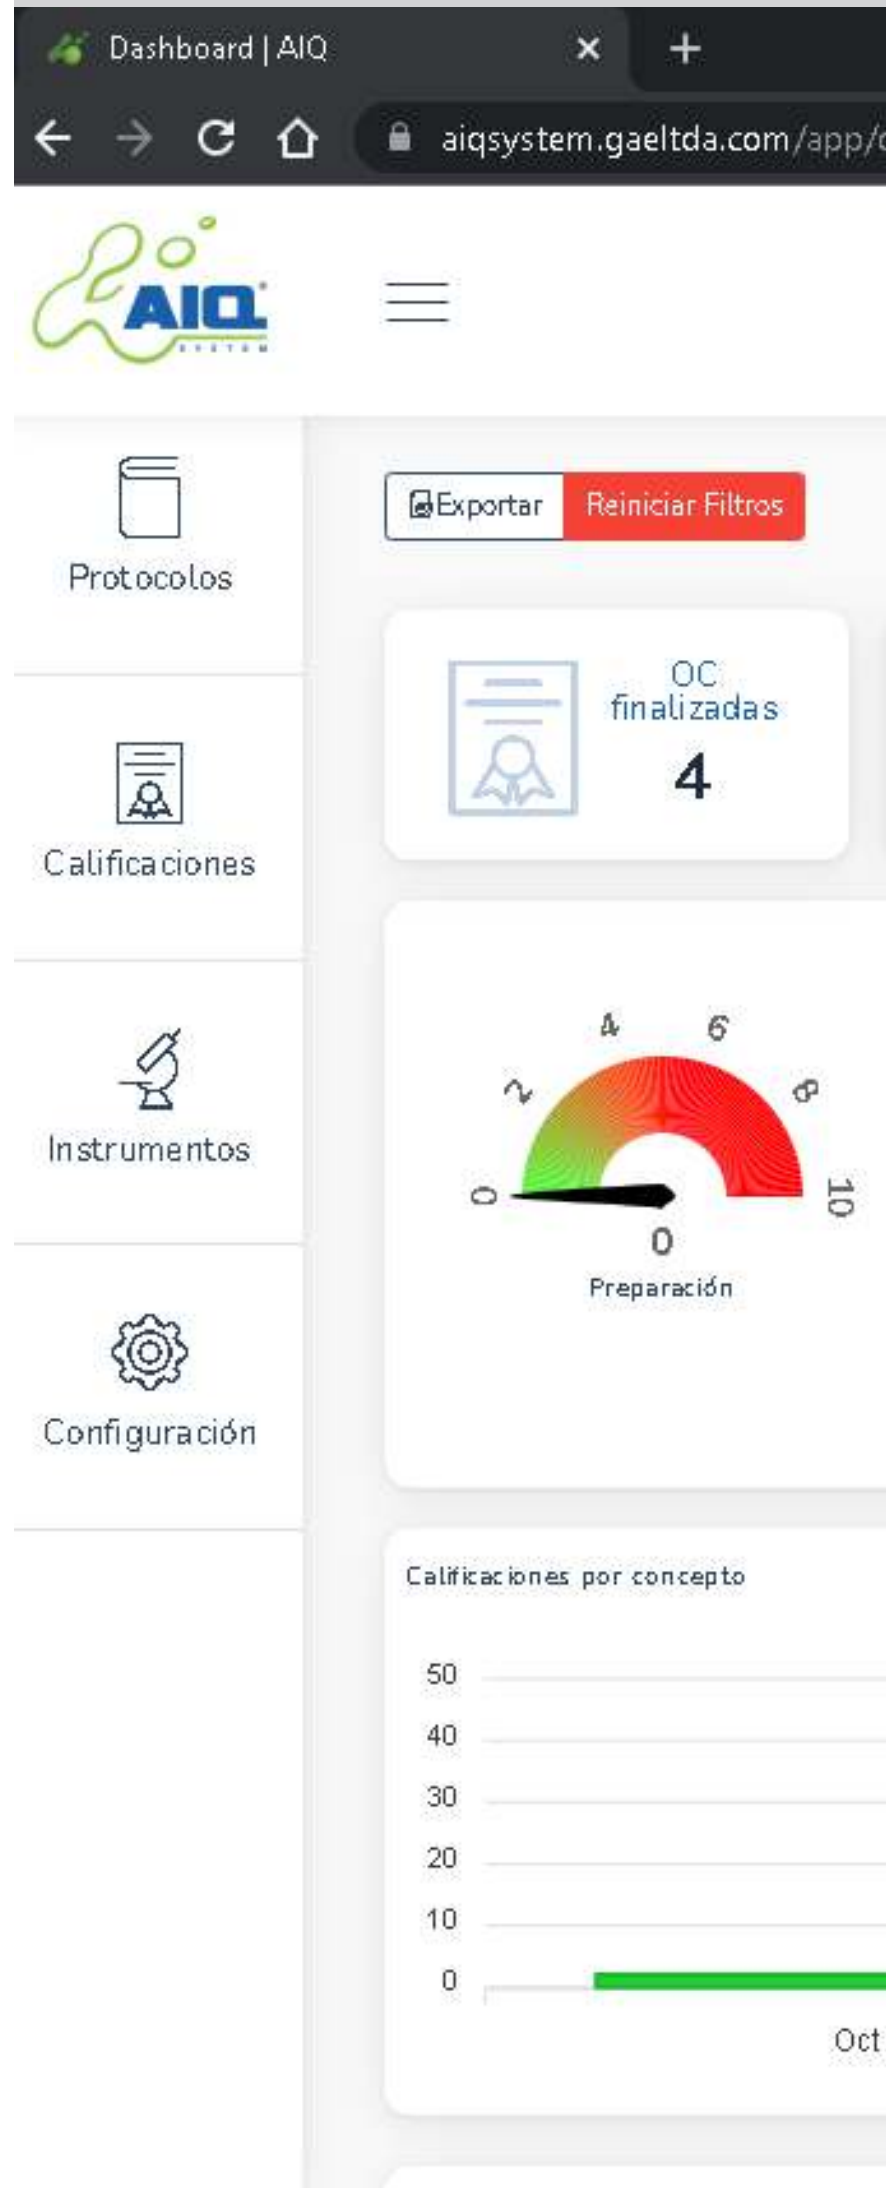 Dashboard | AIQ
aiqsystem.gaeltda.com/app/
AIQ
SYSTEM
Protocolos
Calificaciones
Instrumentos
Configuración
Exportar
Reiniciar Filtros
OC
finalizadas
4
0 2 4 6 8 10
0
Preparación
Calificaciones por concepto
50
40
30
20
10
0
Oct